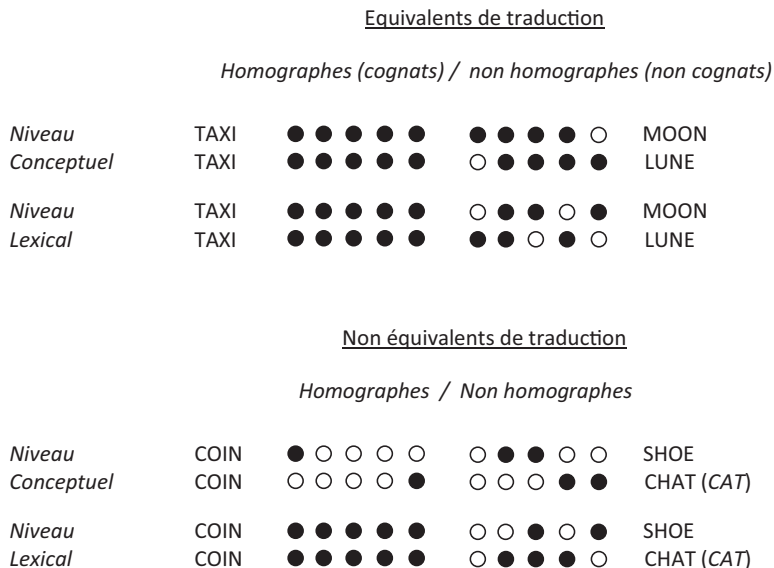 Equivalents de traduction
Homographes (cognats) / non homographes (non cognats)
Niveau TAXI MOON
Conceptuel TAXI LUNE
Niveau TAXI MOON
Lexical TAXI LUNE
Non équivalents de traduction
Homographes / Non homographes
Niveau COIN SHOE
Conceptuel COIN CHAT (CAT)
Niveau COIN SHOE
Lexical COIN CHAT (CAT)